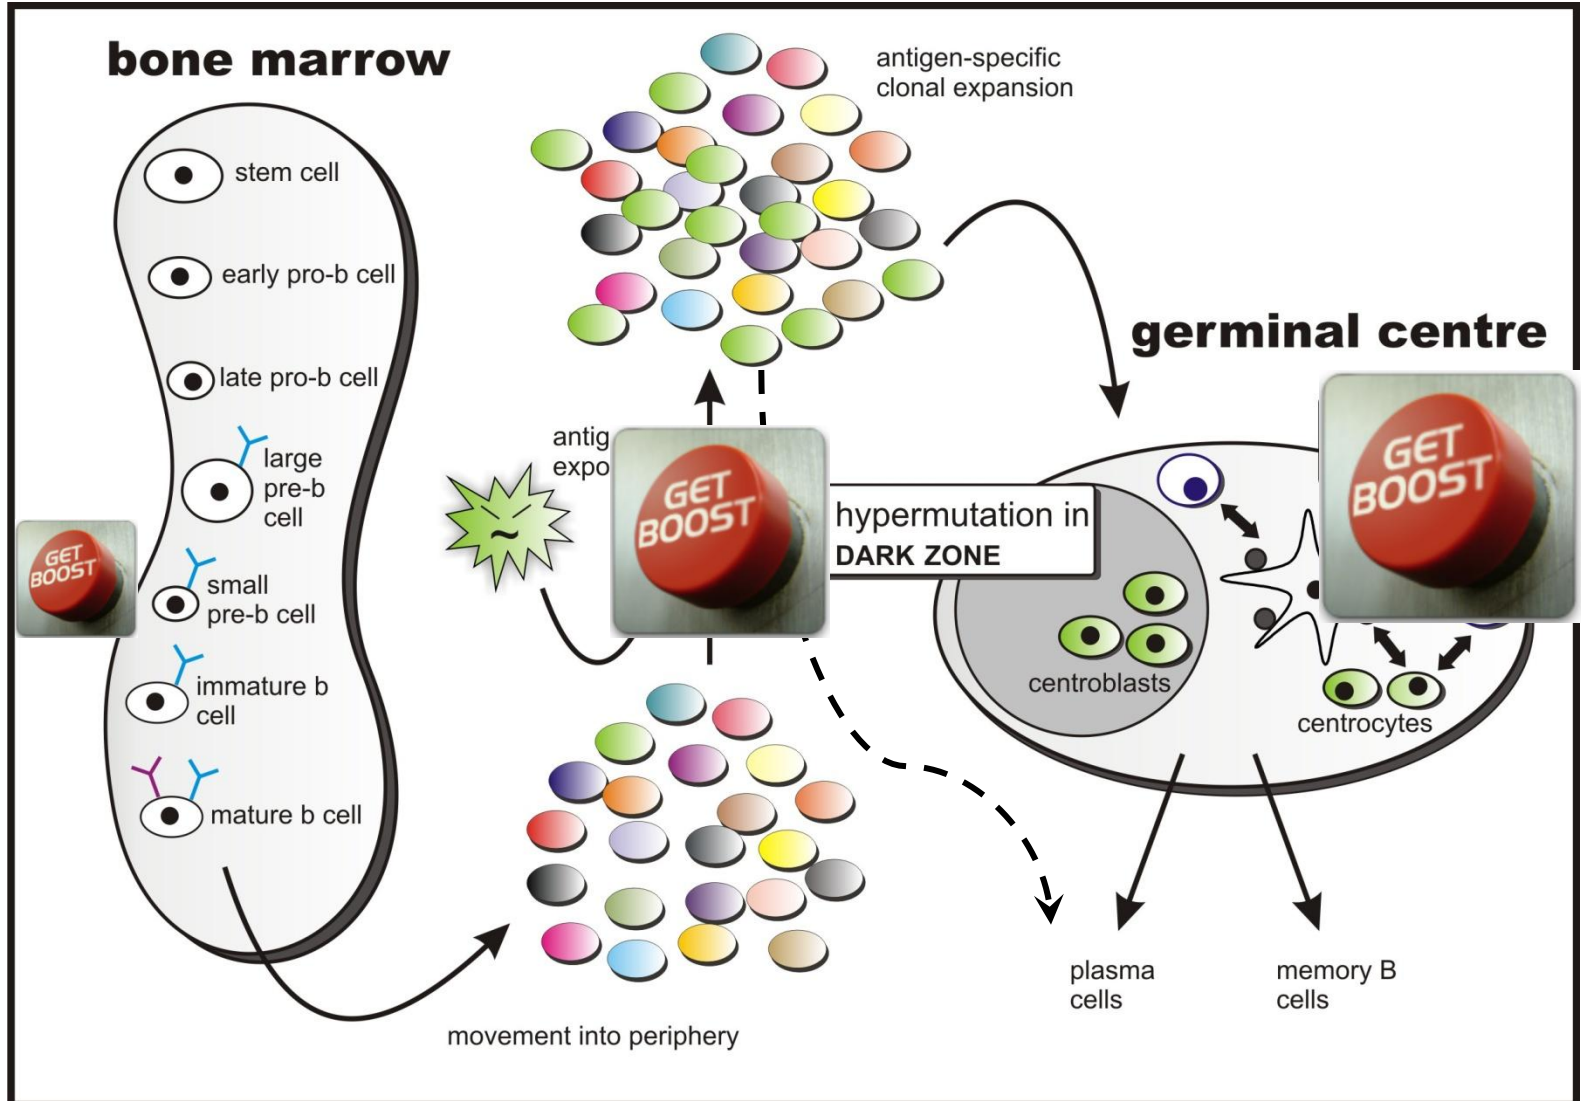 bone marrow
stem cell
early pro-b cell
late pro-b cell
large
pre-b
cell
small
pre-b cell
immature b
cell
mature b cell
GET
BOOST
movement into periphery
antig
expo
GET
BOOST
antigen-specific
clonal expansion
germinal centre
GET
BOOST
hypermutation in
DARK ZONE
centroblasts
centrocytes
plasma
cells
memory B
cells